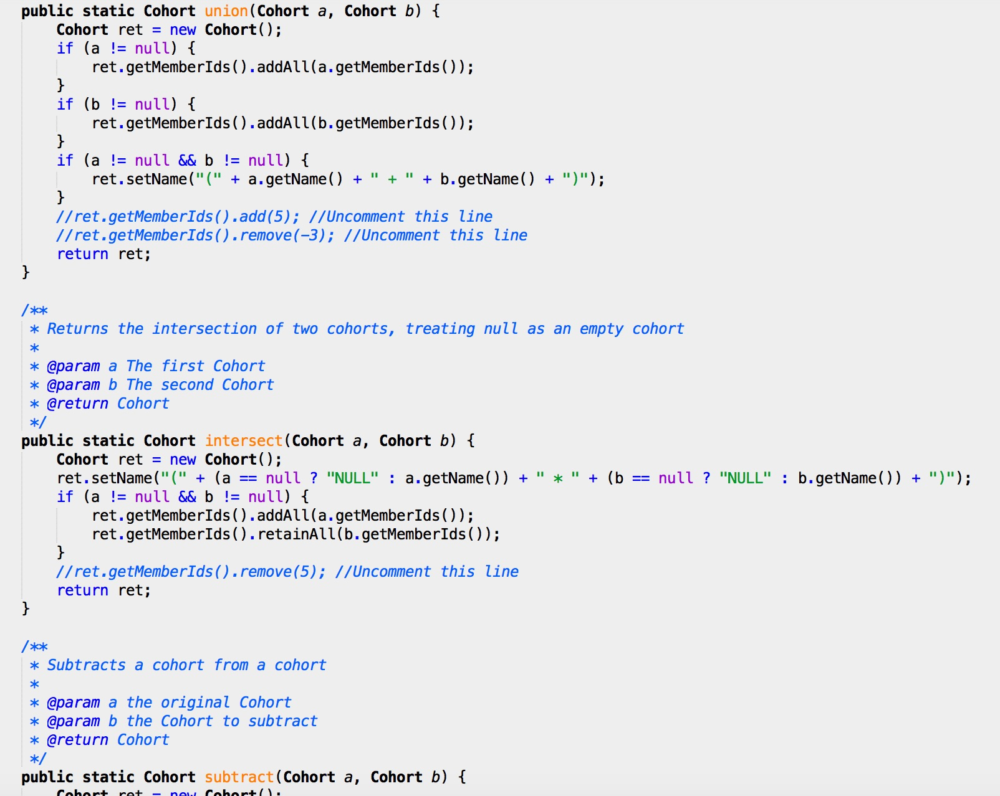 public static Cohort union(Cohort a, Cohort b) {
Cohort ret = new Cohort();
if (a != null) {
ret.getMemberIds().addAll(a.getMemberIds());
}
if (b != null) {
ret.getMemberIds().addAll(b.getMemberIds());
}
if (a != null && b != null) {
ret.setName("(" + a.getName() + " + " + b.getName() + ")");
}
//ret.getMemberIds().add(5); //Uncomment this line
//ret.getMemberIds().remove(-3); //Uncomment this line
return ret;
}
/**
* Returns the intersection of two cohorts, treating null as an empty cohort
*
* @param a The first Cohort
* @param b The second Cohort
* @return Cohort
*/
public static Cohort intersect(Cohort a, Cohort b) {
Cohort ret = new Cohort();
ret.setName("(" + (a == null ? "NULL" : a.getName()) + " * " + (b == null ? "NULL" : b.getName()) + ")");
if (a != null && b != null) {
ret.getMemberIds().addAll(a.getMemberIds());
ret.getMemberIds().retainAll(b.getMemberIds());
}
//ret.getMemberIds().remove(5); //Uncomment this line
return ret;
}
/**
* Subtracts a cohort from a cohort
*
* @param a the original Cohort
* @param b the Cohort to subtract
* @return Cohort
*/
public static Cohort subtract(Cohort a, Cohort b) {
Cohort ret = new Cohort();